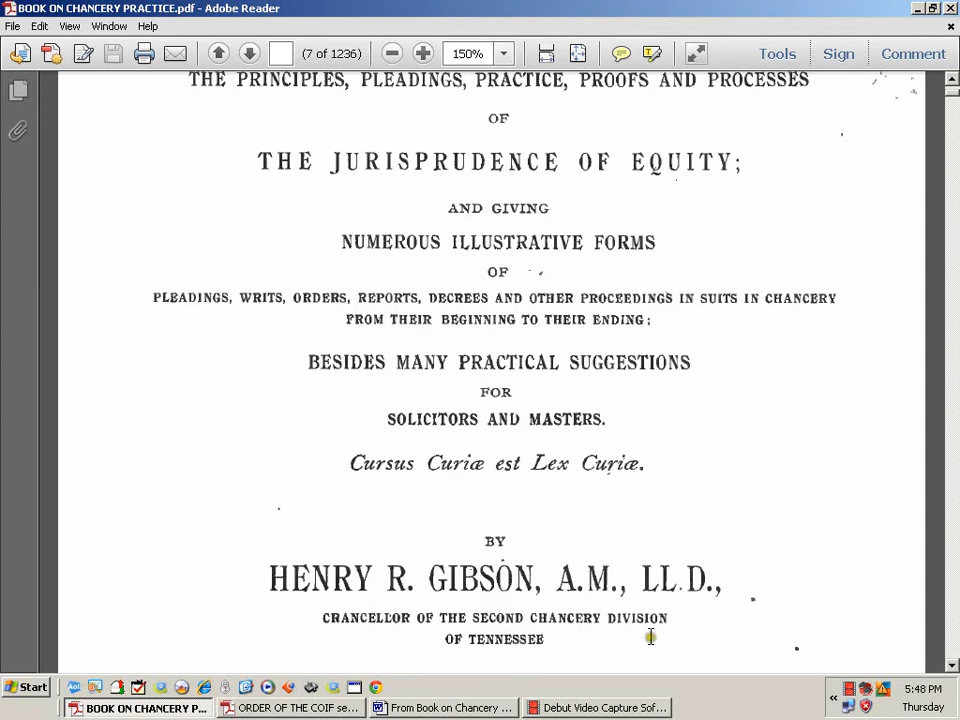 BOOK ON CHANCERY PRACTICE.pdf - Adobe Reader
File Edit View Window Help
(7 of 1236) 150% Tools Sign Comment
THE PRINCIPLES, PLEADINGS, PRACTICE, PROOFS AND PROCESSES
OF
THE JURISPRUDENCE OF EQUITY;
AND GIVING
NUMEROUS ILLUSTRATIVE FORMS
OF
PLEADINGS, WRITS, ORDERS, REPORTS, DECREES AND OTHER PROCEEDINGS IN SUITS IN CHANCERY
FROM THEIR BEGINNING TO THEIR ENDING;
BESIDES MANY PRACTICAL SUGGESTIONS
FOR
SOLICITORS AND MASTERS.
Cursus Curiæ est Lex Curiæ.
BY
HENRY R. GIBSON, A.M., LL.D.,
CHANCELLOR OF THE SECOND CHANCERY DIVISION
OF TENNESSEE
Start 5:48 PM
BOOK ON CHANCERY P... ORDER OF THE COIF se... From Book on Chancery ... Debut Video Capture Sof... Thursday